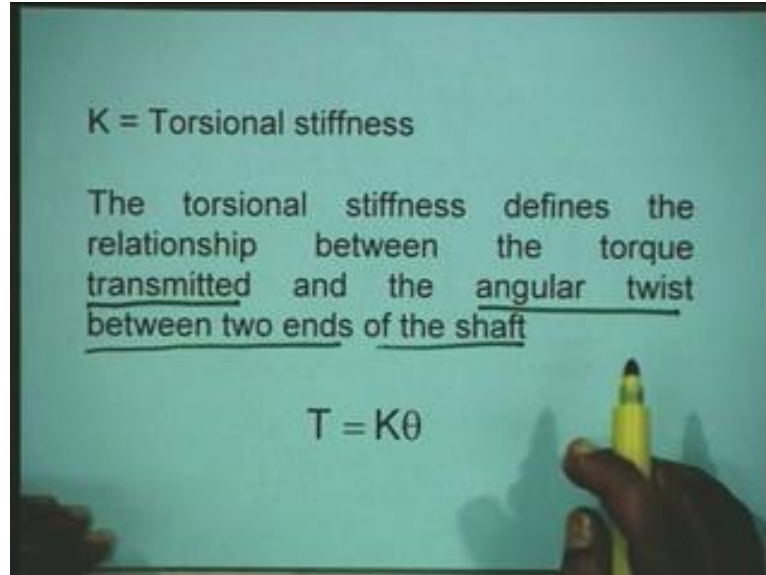 K = Torsional stiffness
The torsional stiffness defines the
relationship between the torque
transmitted and the angular twist
between two ends of the shaft
T = Kθ